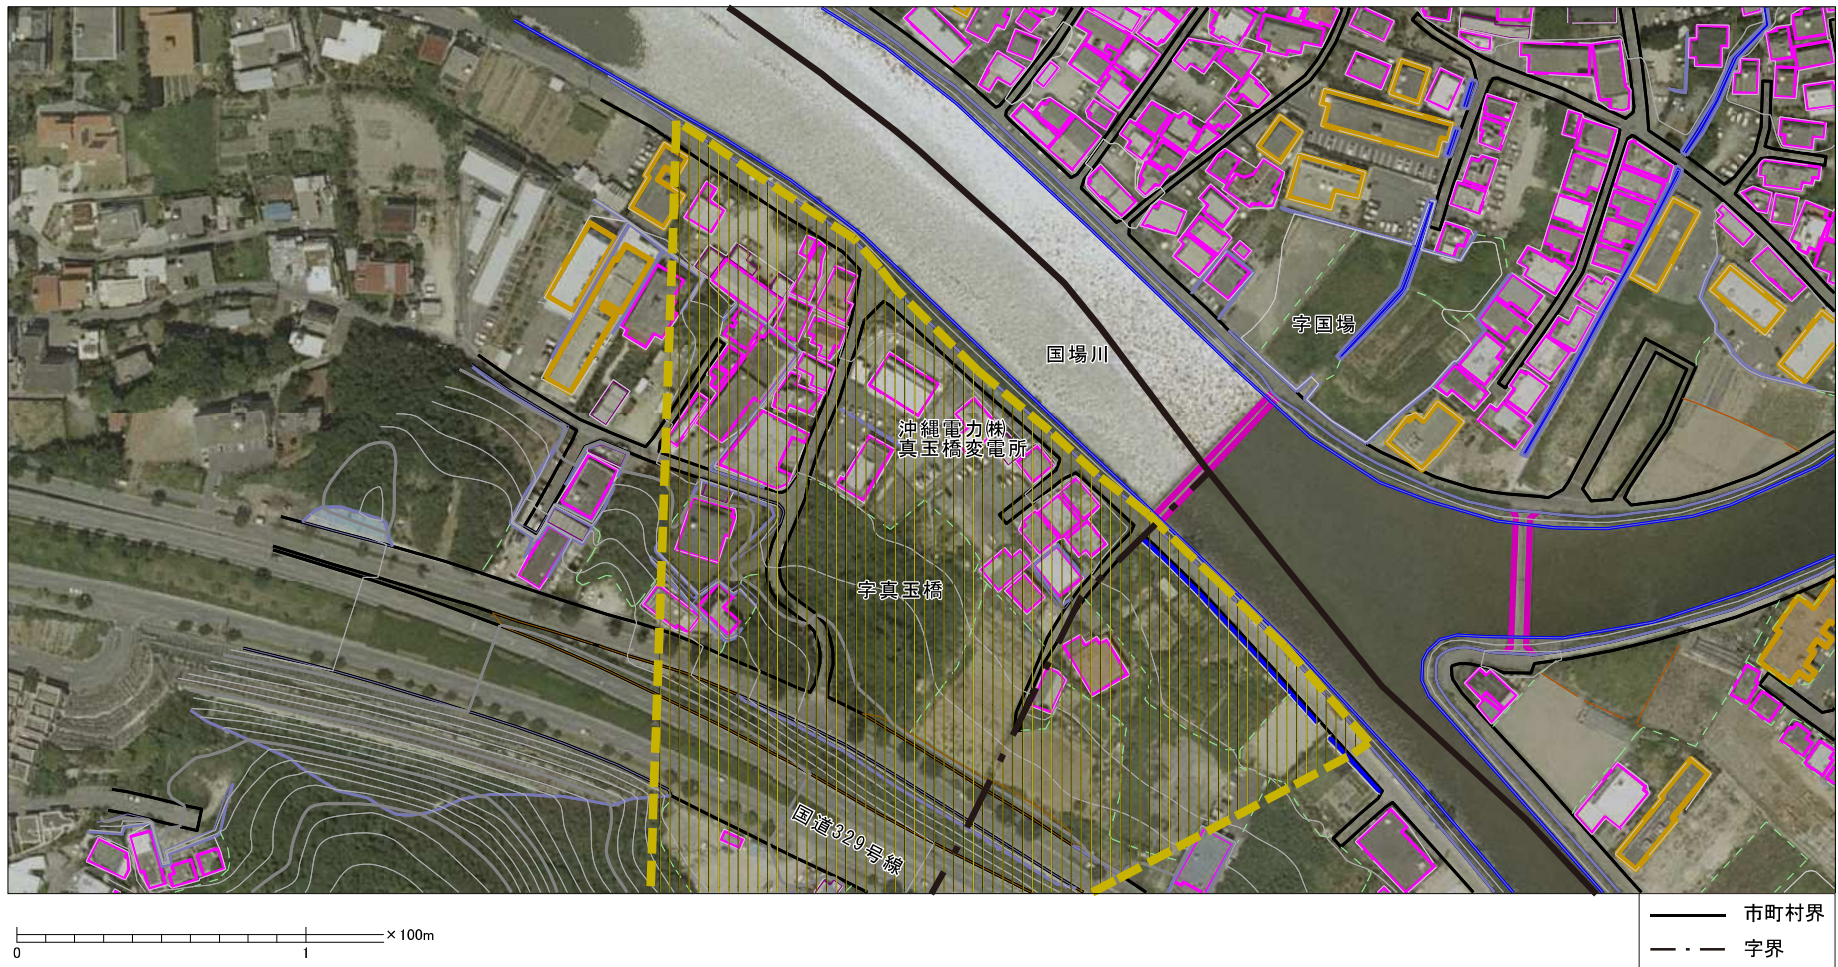 字国場
国場川
沖縄電力㈱
真玉橋変電所
字真玉橋
国道329号線
市町村界
字界
×100m
0 1